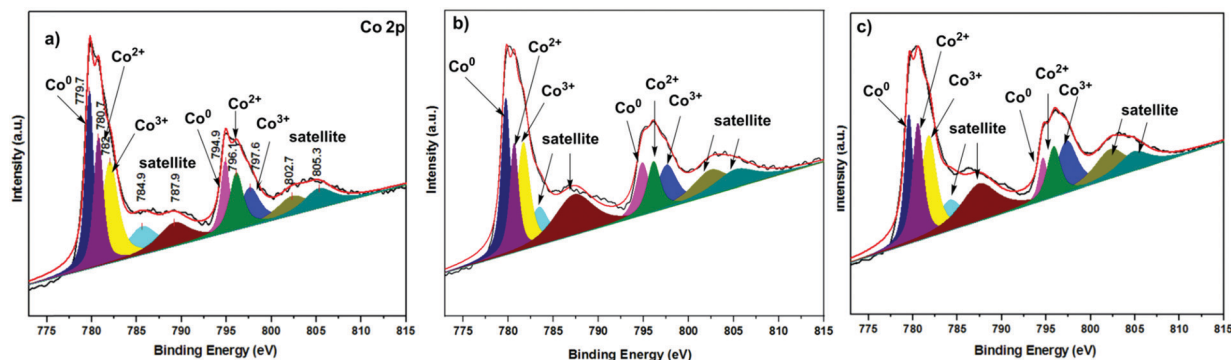 a)
Co 2p
Co0
779.7
780.7
782.
Co2+
Co3+
satellite
784.9
787.9
Co0
794.9
Co2+
796.1
Co3+
797.6
satellite
802.7
805.3
Intensity (a.u.)
775 780 785 790 795 800 805 810 815
Binding Energy (eV)
b)
Co0
Co2+
Co3+
satellite
Co0
Co2+
Co3+
satellite
Intensity (a.u.)
775 780 785 790 795 800 805 810 815
Binding Energy (eV)
c)
Co0
Co2+
Co3+
satellite
Co0
Co2+
Co3+
satellite
Intensity (a.u.)
775 780 785 790 795 800 805 810 815
Binding Energy (eV)